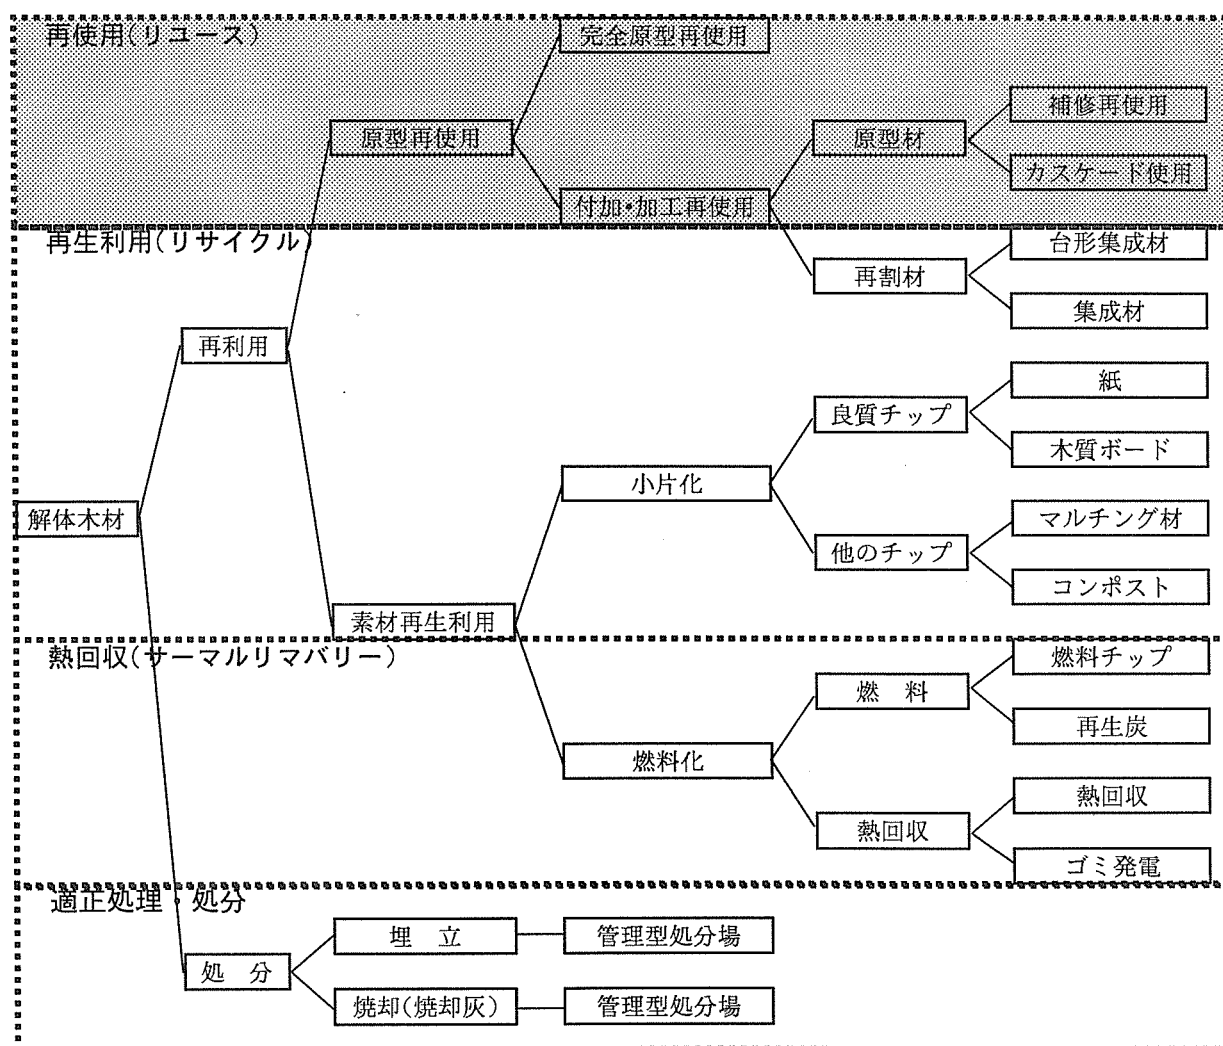 再使用(リユース)
完全原型再使用
補修再使用
原型再使用
原型材
カスケード使用
付加・加工再使用
再生利用(リサイクル)
台形集成材
再割材
集成材
再利用
紙
良質チップ
木質ボード
小片化
マルチング材
解体木材
他のチップ
コンポスト
素材再生利用
熱回収(サーマルリマバリー)
燃料チップ
燃 料
再生炭
燃料化
熱回収
熱回収
ゴミ発電
適正処理・処分
埋 立
管理型処分場
処 分
焼却(焼却灰)
管理型処分場